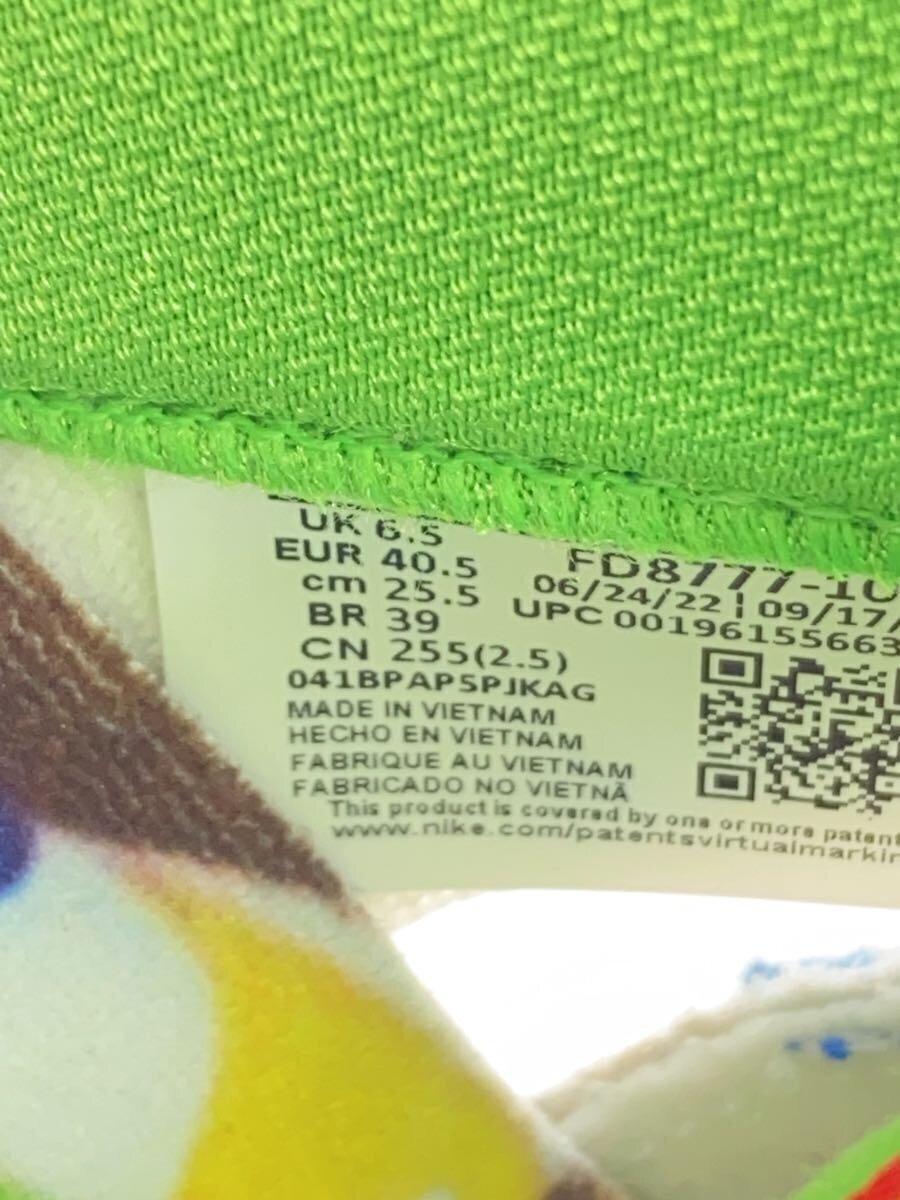 UK 6.5
EUR 40.5
cm 25.5
BR 39
CN 255(2.5)
041BPAP5PJKAG
FD8777-10
06/24/22 | 09/17/
UPC 00196155663
MADE IN VIETNAM
HECHO EN VIETNAM
FABRIQUE AU VIETNAM
FABRICADO NO VIETNÃ
This product is covered by one or more patent
www.nike.com/patentsvirtualmarkin